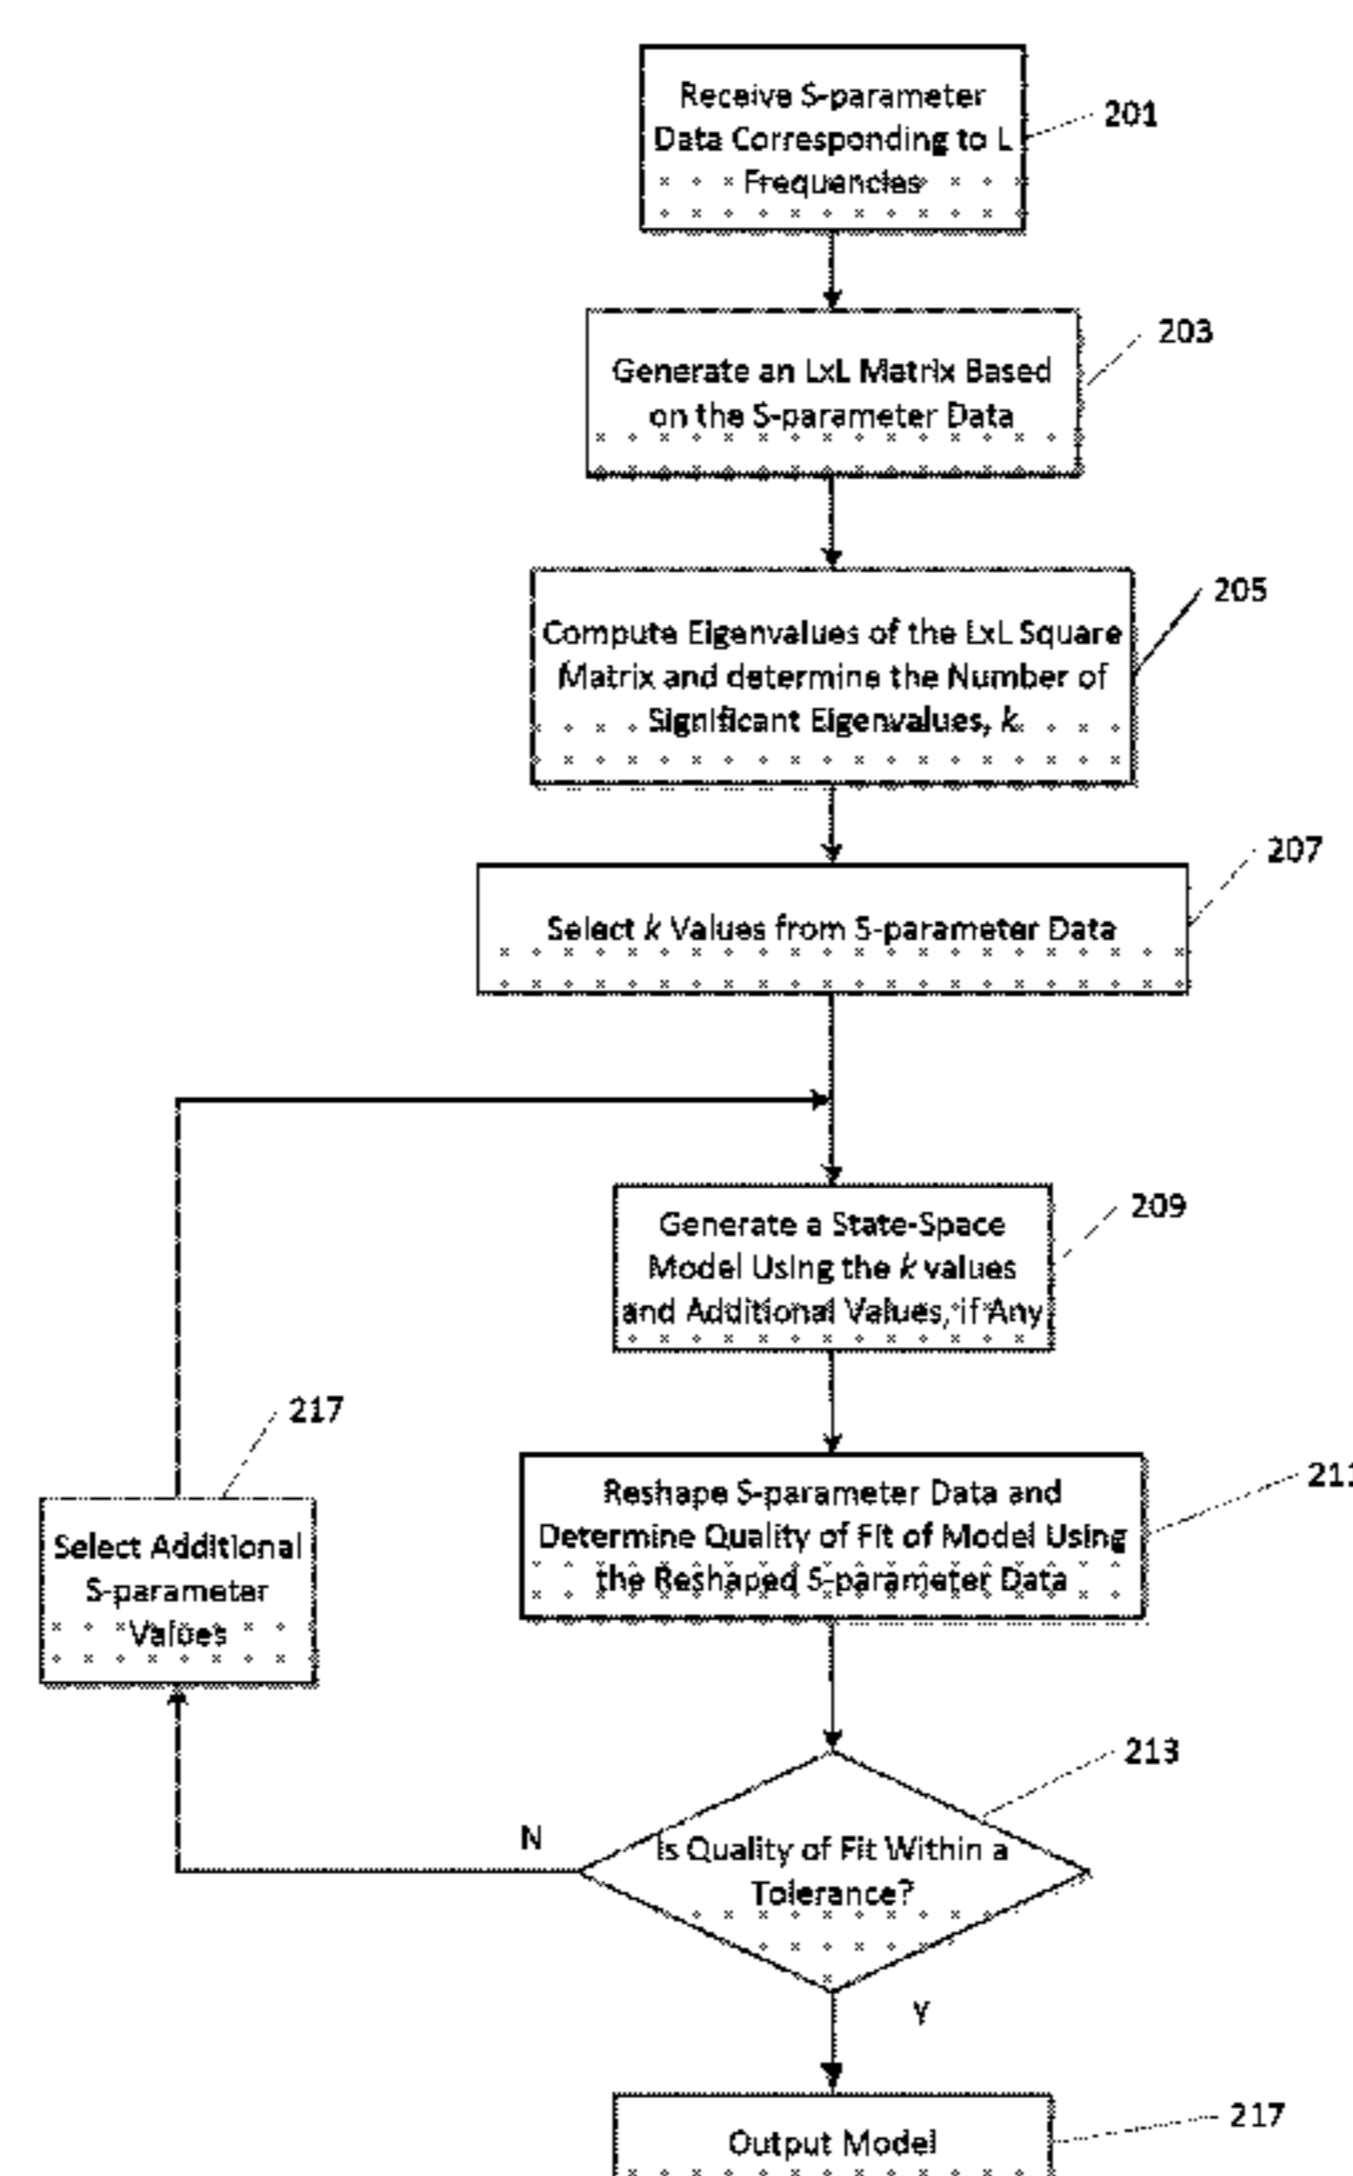 Receive S-parameter
Data Corresponding to L
Frequencies
201
Generate an LxL Matrix Based
on the S-parameter Data
203
Compute Eigenvalues of the LxL Square
Matrix and determine the Number of
Significant Eigenvalues, k
205
Select k Values from S-parameter Data
207
Generate a State-Space
Model Using the k values
and Additional Values, if Any
209
Reshape S-parameter Data and
Determine Quality of Fit of Model Using
the Reshaped S-parameter Data
211
Select Additional
S-parameter
Values
217
Is Quality of Fit Within a
Tolerance?
213
N
Y
Output Model
217